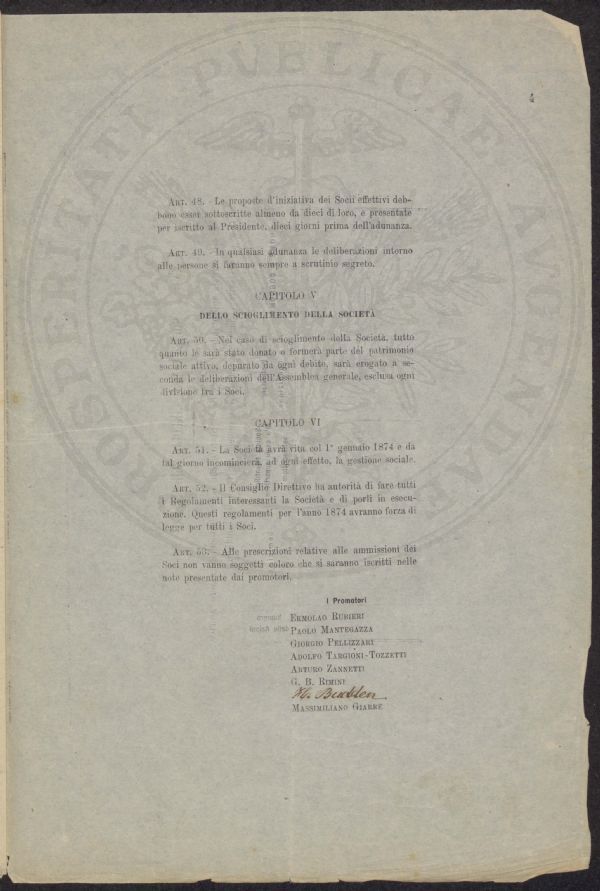 POSSE STATI PUBLICAE ADDENDA
4
ART. 48. - Le proposte d'iniziativa dei Socii effettivi deb-
bono esser sottoscritte almeno da dieci di loro, e presentate
per iscritto al Presidente, dieci giorni prima dell'adunanza.
ART. 49. - In qualsiasi adunanza le deliberazioni intorno
alle persone si faranno sempre a scrutinio segreto.
CAPITOLO V
DELLO SCIOGLIMENTO DELLA SOCIETÀ
ART. 50. - Nel caso di scioglimento della Società, tutto
quanto le sarà stato donato o formerà parte del patrimonio
sociale attivo, depurato da ogni debito, sarà erogato a se-
conda le deliberazioni dell'Assemblea generale, esclusa ogni
divisione fra i Soci.
CAPITOLO VI
ART. 51. - La Società avrà vita col 1° gennaio 1874 e da
tal giorno incomincierà, ad ogni effetto, la gestione sociale.
ART. 52. - Il Consiglio Direttivo ha autorità di fare tutti
i Regolamenti interessanti la Società e di porli in esecu-
zione. Questi regolamenti per l'anno 1874 avranno forza di
legge per tutti i Soci.
ART. 53. - Alle prescrizioni relative alle ammissioni dei
Soci non vanno soggetti coloro che si saranno iscritti nelle
note presentate dai promotori.
I Promotori
ERMOLAO RUBIERI
PAOLO MANTEGAZZA
GIORGIO PELLIZZARI
ADOLFO TARGIONI-TOZZETTI
ARTURO ZANNETTI
G. B. RIMINI
H. Budden
MASSIMILIANO GIARRÈ